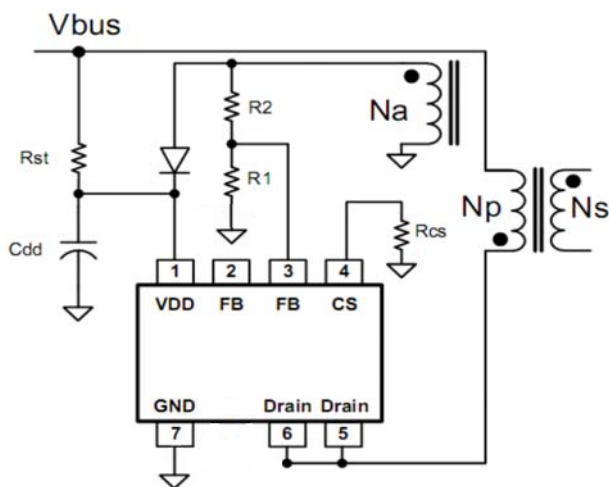 Vbus
R2
Na
Rst
R1
Np
Ns
Rcs
Cdd
1
2
3
4
VDD
FB
FB
CS
GND
Drain
Drain
7
6
5